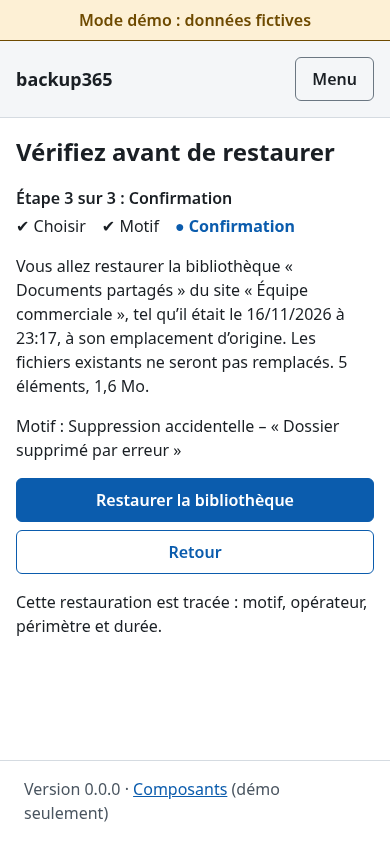 Mode démo : données fictives
backup365
Menu
Vérifiez avant de restaurer
Étape 3 sur 3 : Confirmation
✔ Choisir ✔ Motif ● Confirmation
Vous allez restaurer la bibliothèque «
Documents partagés » du site « Équipe
commerciale », tel qu’il était le 16/11/2026 à
23:17, à son emplacement d’origine. Les
fichiers existants ne seront pas remplacés. 5
éléments, 1,6 Mo.
Motif : Suppression accidentelle – « Dossier
supprimé par erreur »
Restaurer la bibliothèque
Retour
Cette restauration est tracée : motif, opérateur,
périmètre et durée.
Version 0.0.0 · Composants (démo
seulement)